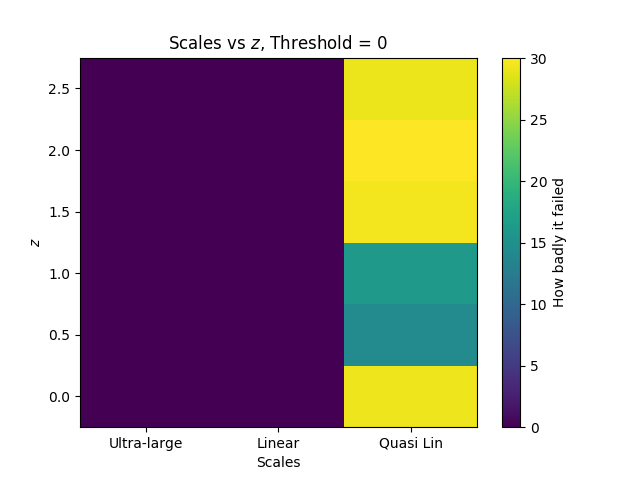 Scales vs z, Threshold = 0
2.5
2.0
1.5
1.0
0.5
0.0
z
Ultra-large Linear Quasi Lin
Scales
30
25
20
15
10
5
0
How badly it failed